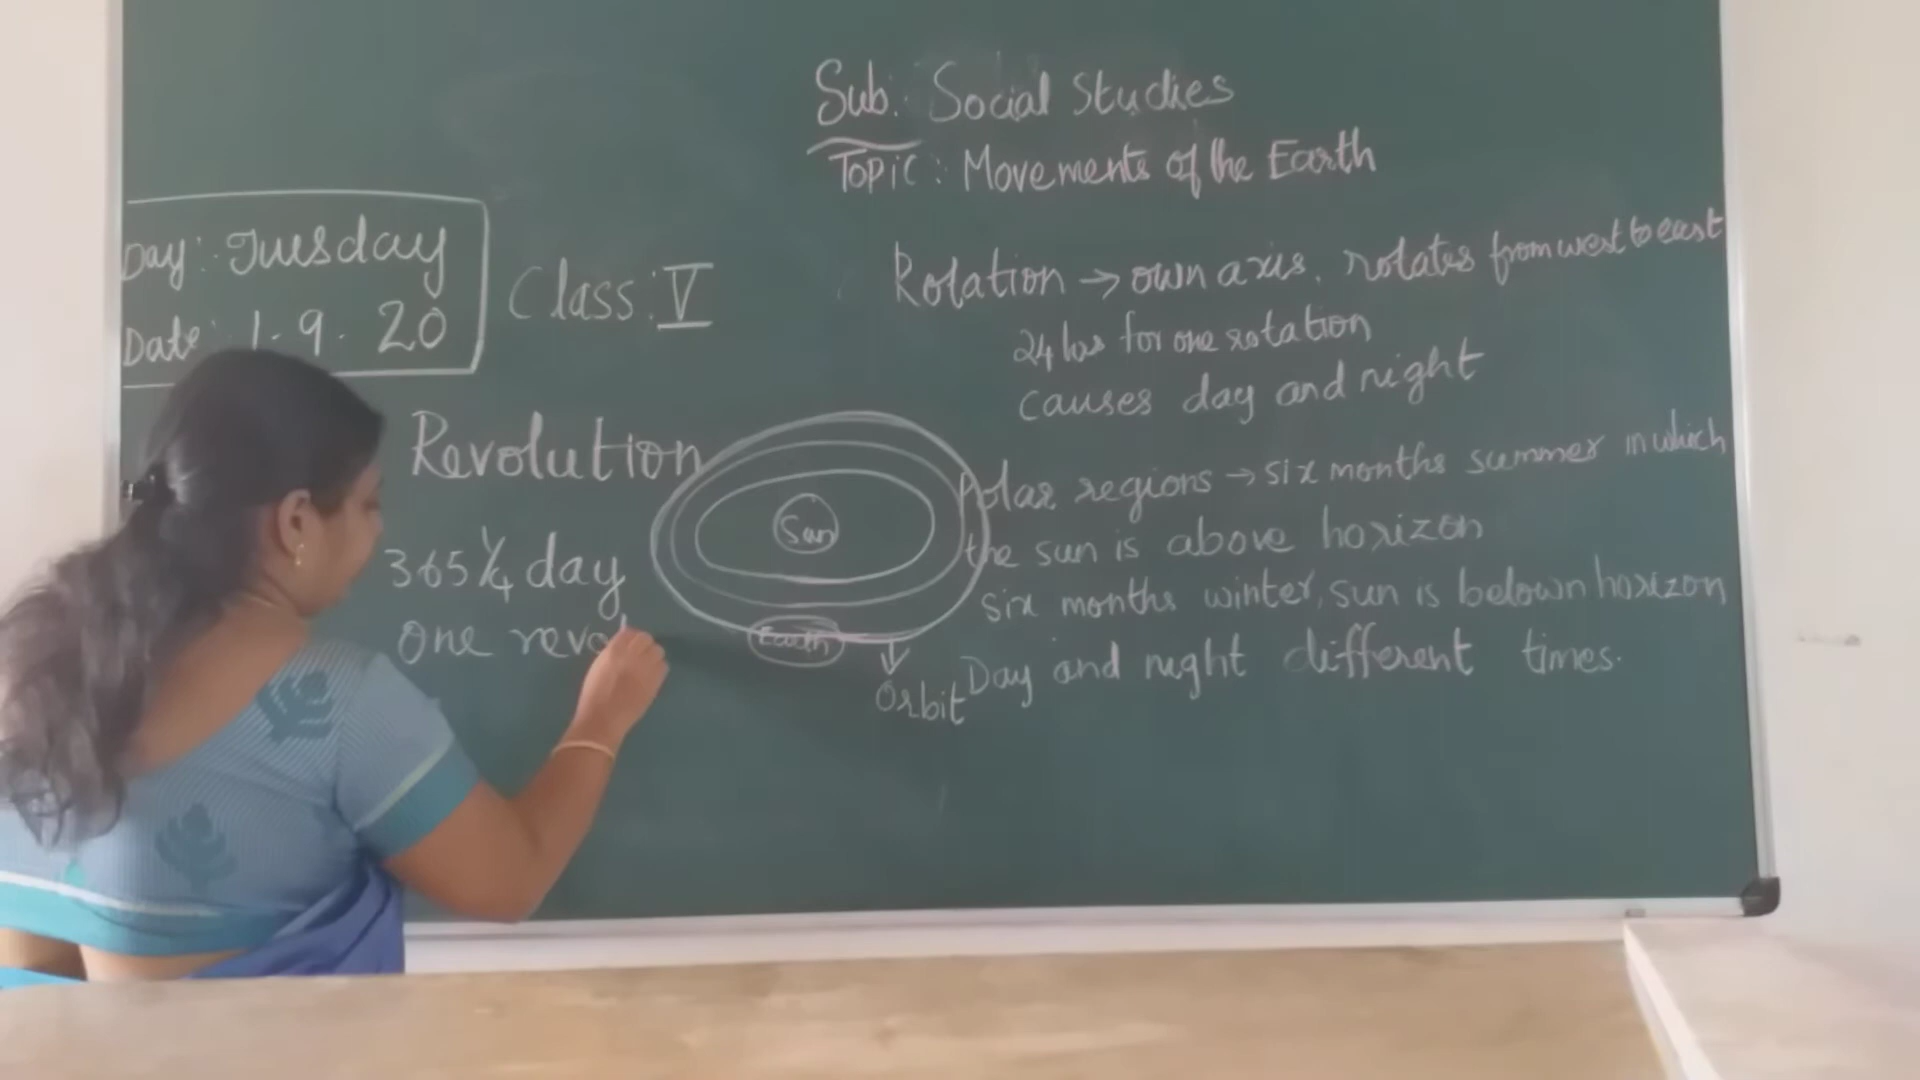 Sub: Social Studies
Topic: Movements of the Earth
Day: Tuesday
Date: 1.9.20
Class: V
Rotation → own axis, rotates from west to east
24 hrs for one rotation
causes day and night
Polar regions → six months summer in which
the sun is above horizon
six months winter, sun is belown horizon
Day and night different times.
Revolution
365 1/4 day
One revol
Sun
Earth
Orbit